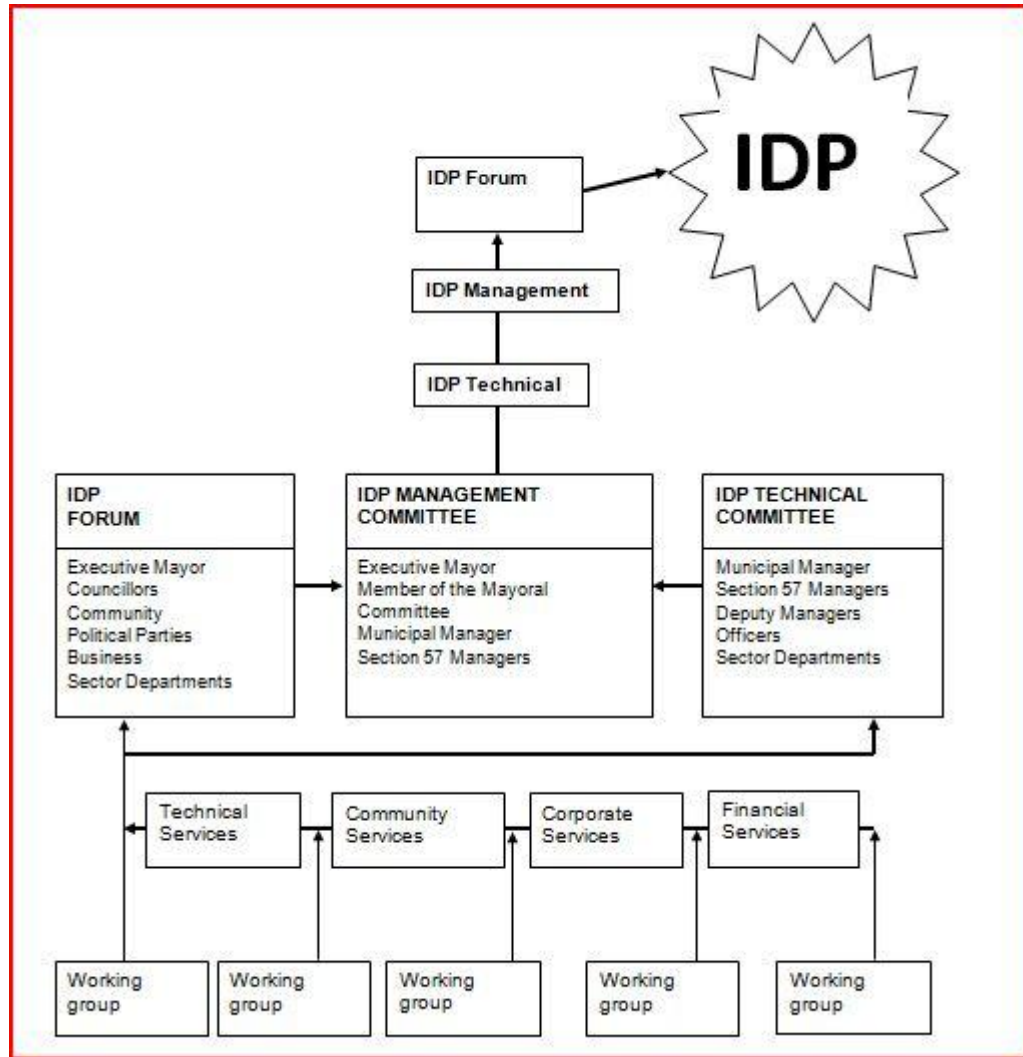 IDP
IDP Forum
IDP Management
IDP Technical
IDP
FORUM
Executive Mayor
Councillors
Community
Political Parties
Business
Sector Departments
IDP MANAGEMENT
COMMITTEE
Executive Mayor
Member of the Mayoral
Committee
Municipal Manager
Section 57 Managers
IDP TECHNICAL
COMMITTEE
Municipal Manager
Section 57 Managers
Deputy Managers
Officers
Sector Departments
Technical
Services
Community
Services
Corporate
Services
Financial
Services
Working
group
Working
group
Working
group
Working
group
Working
group